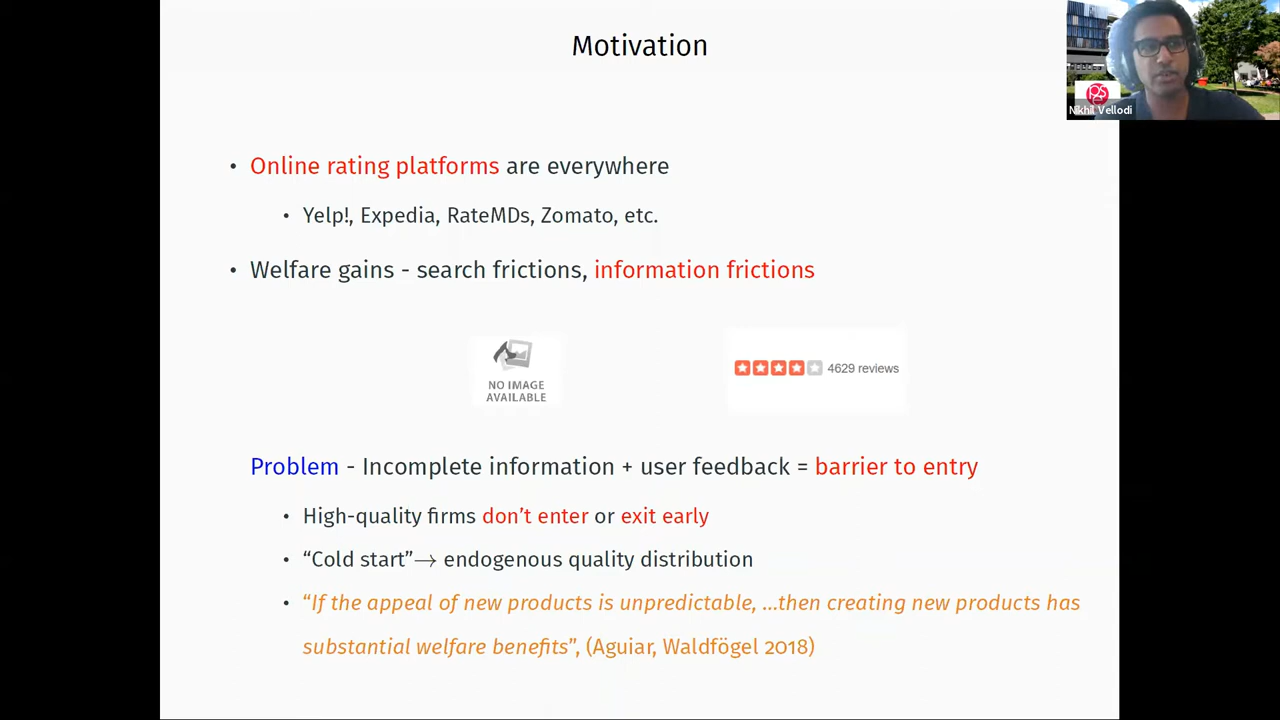 Motivation
Nikhil Vellodi
• Online rating platforms are everywhere
• Yelp!, Expedia, RateMDs, Zomato, etc.
• Welfare gains - search frictions, information frictions
NO IMAGE
AVAILABLE
4629 reviews
Problem - Incomplete information + user feedback = barrier to entry
• High-quality firms don’t enter or exit early
• “Cold start”→ endogenous quality distribution
• “If the appeal of new products is unpredictable, ...then creating new products has
substantial welfare benefits”, (Aguiar, Waldfögel 2018)